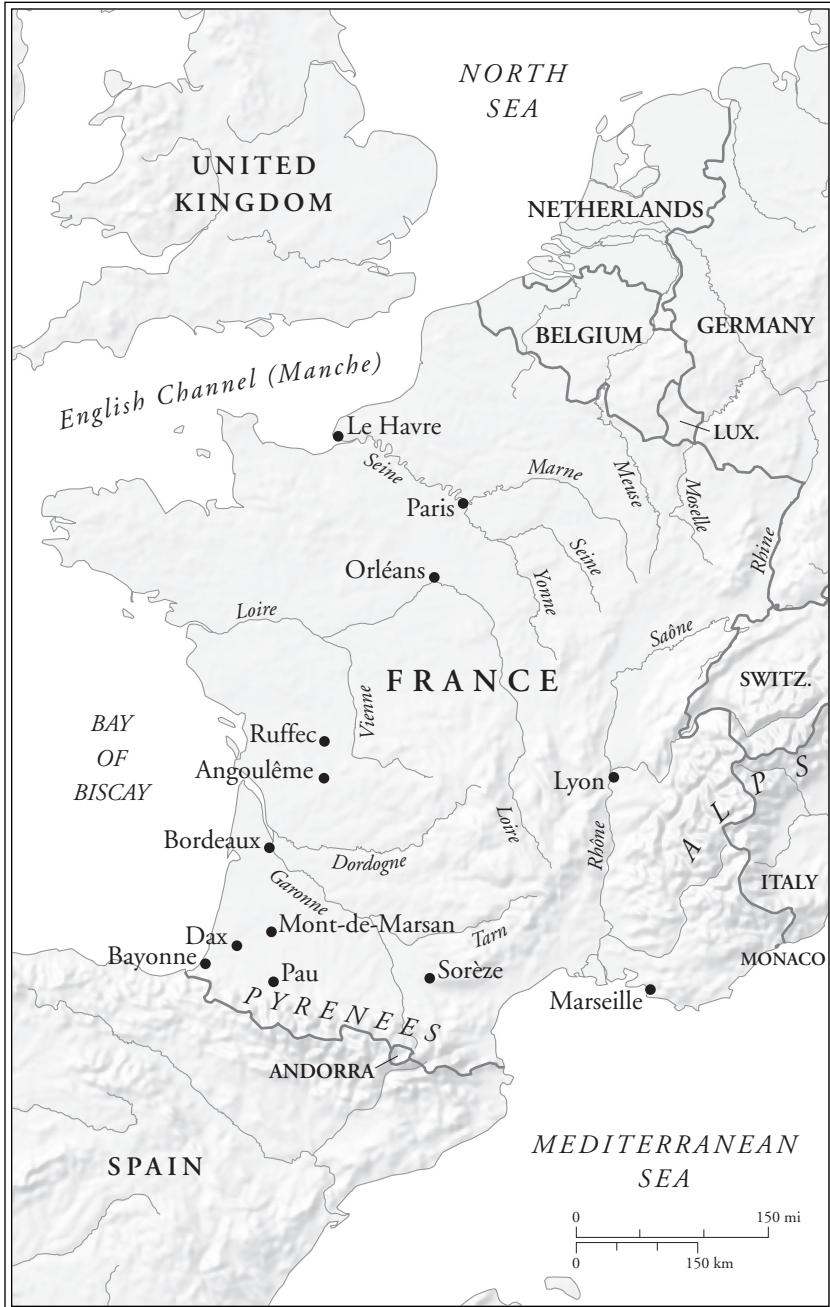 NORTH
SEA
UNITED
KINGDOM
NETHERLANDS
BELGIUM
GERMANY
English Channel (Manche)
Le Havre
LUX.
Seine
Marne
Meuse
Moselle
Paris
Rhine
Seine
Orléans
Yonne
Loire
Saône
FRANCE
SWITZ.
Vienne
BAY
OF
BISCAY
Ruffec
Angoulême
Lyon
ALPS
Loire
Rhône
Bordeaux
Dordogne
ITALY
Garonne
Mont-de-Marsan
Tarn
Dax
Bayonne
MONACO
Pau
Sorèze
Marseille
PYRENEES
ANDORRA
MEDITERRANEAN
SEA
SPAIN
0 150 mi
0 150 km